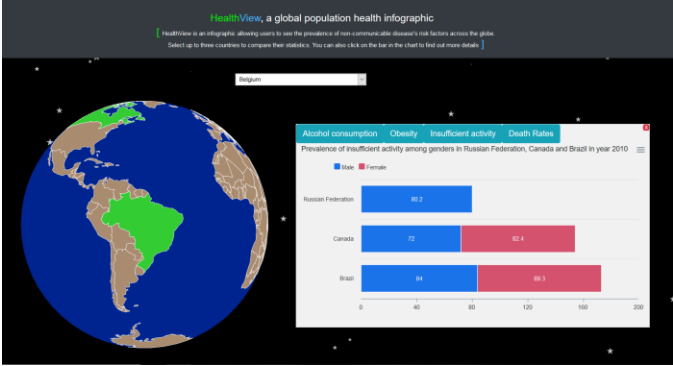 HealthView, a global population health infographic
[ HealthView is an infographic allowing users to see the prevalence of non-communicable disease's risk factors across the globe.
Select up to three countries to compare their statistics. You can also click on the bar in the chart to find out more details ]
Belgium
Alcohol consumption Obesity Insufficient activity Death Rates
Prevalence of insufficient activity among genders in Russian Federation, Canada and Brazil in year 2010
Male Female
Russian Federation 80.2
Canada 72 82.4
Brazil 84 89.3
0 40 80 120 160 200